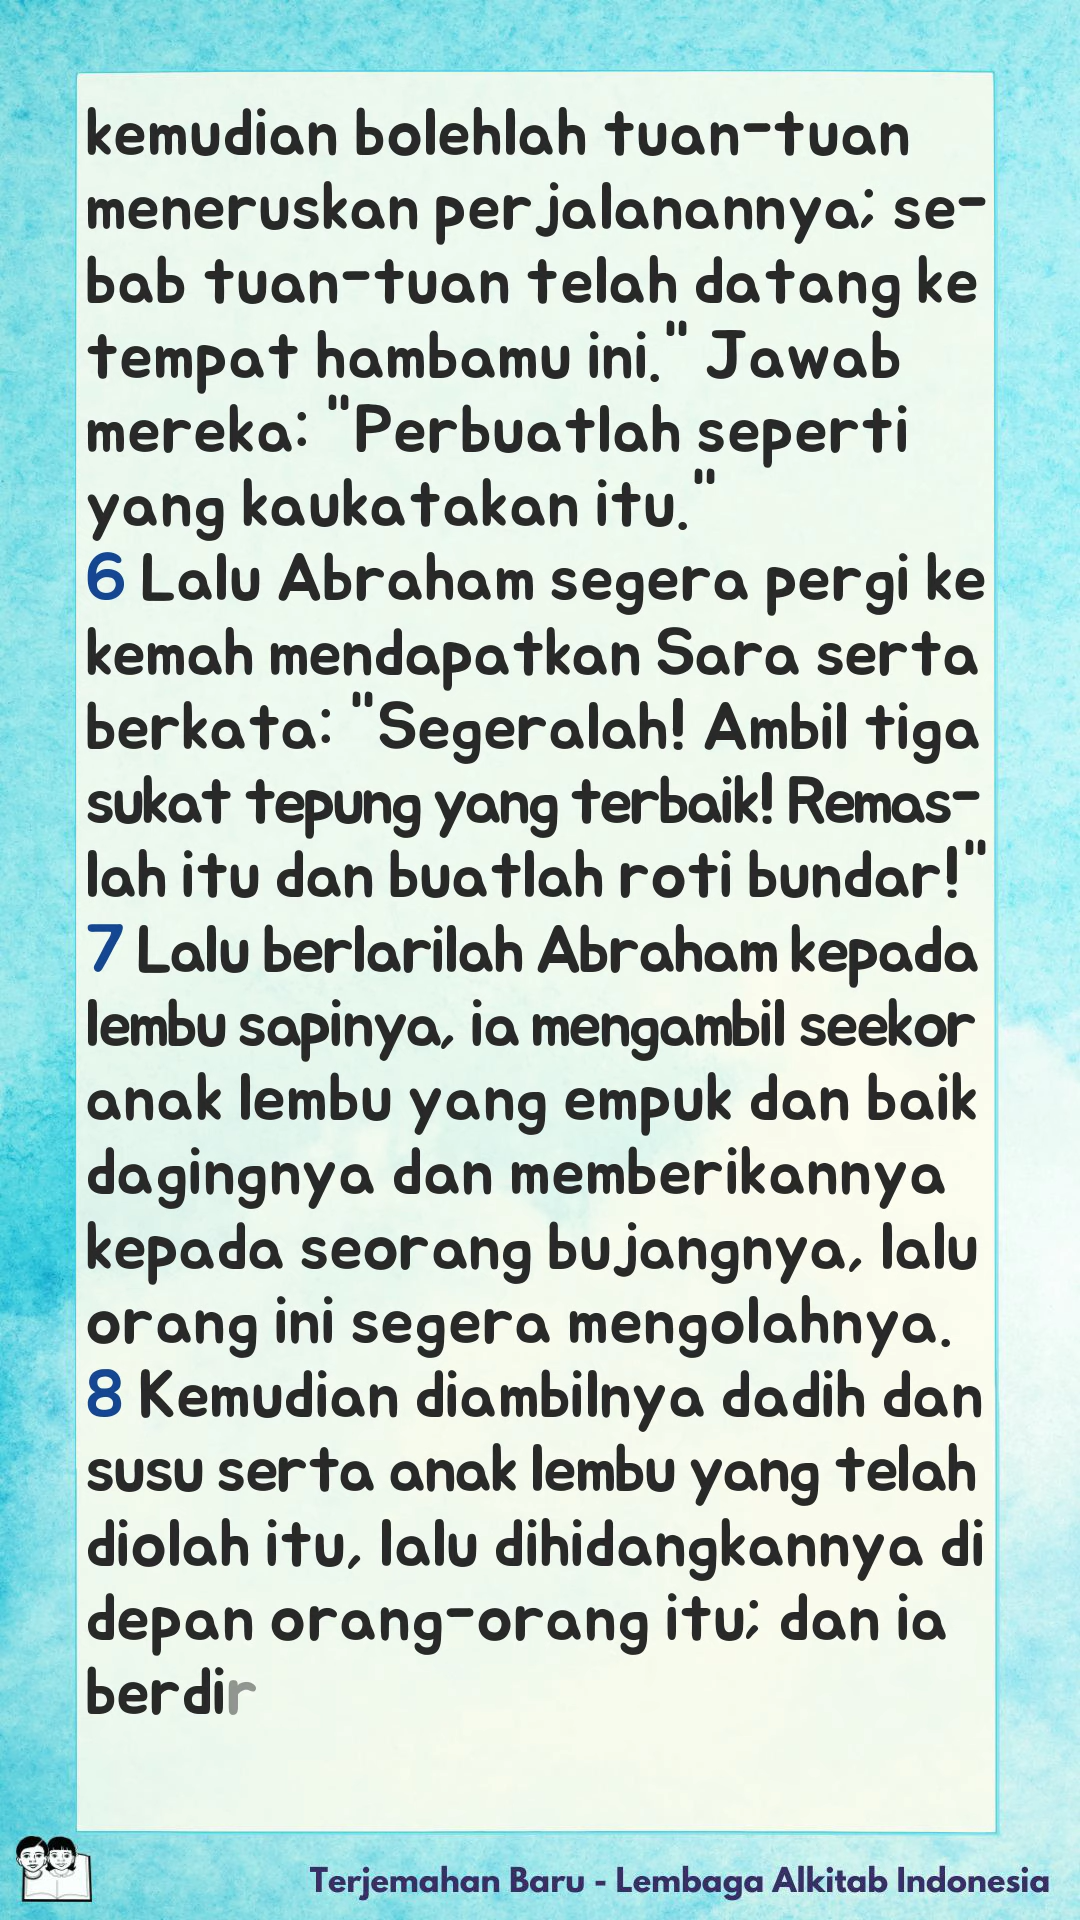 kemudian bolehlah tuan-tuan
meneruskan perjalanannya; se-
bab tuan-tuan telah datang ke
tempat hambamu ini." Jawab
mereka: "Perbuatlah seperti
yang kaukatakan itu."
6 Lalu Abraham segera pergi ke
kemah mendapatkan Sara serta
berkata: "Segeralah! Ambil tiga
sukat tepung yang terbaik! Remas-
lah itu dan buatlah roti bundar!"
7 Lalu berlarilah Abraham kepada
lembu sapinya, ia mengambil seekor
anak lembu yang empuk dan baik
dagingnya dan memberikannya
kepada seorang bujangnya, lalu
orang ini segera mengolahnya.
8 Kemudian diambilnya dadih dan
susu serta anak lembu yang telah
diolah itu, lalu dihidangkannya di
depan orang-orang itu; dan ia
berdir
Terjemahan Baru - Lembaga Alkitab Indonesia